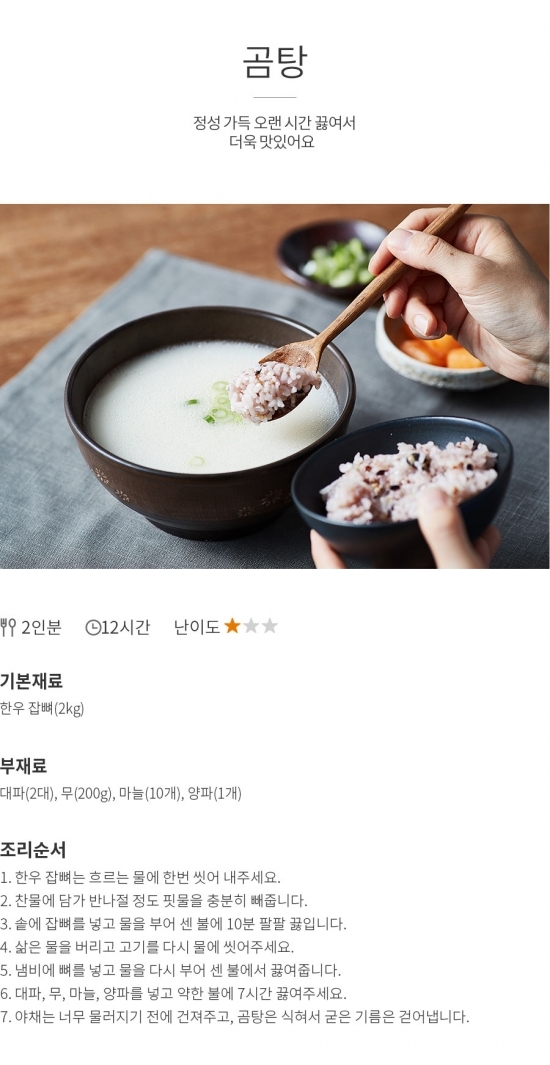 곰탕
정성 가득 오랜 시간 끓여서
더욱 맛있어요
2인분 12시간 난이도
기본재료
한우 잡뼈(2kg)
부재료
대파(2대), 무(200g), 마늘(10개), 양파(1개)
조리순서
1. 한우 잡뼈는 흐르는 물에 한번 씻어 내주세요.
2. 찬물에 담가 반나절 정도 핏물을 충분히 빼줍니다.
3. 솥에 잡뼈를 넣고 물을 부어 센 불에 10분 팔팔 끓입니다.
4. 삶은 물을 버리고 고기를 다시 물에 씻어주세요.
5. 냄비에 뼈를 넣고 물을 다시 부어 센 불에서 끓여줍니다.
6. 대파, 무, 마늘, 양파를 넣고 약한 불에 7시간 끓여주세요.
7. 야채는 너무 물러지기 전에 건져주고, 곰탕은 식혀서 굳은 기름은 걷어냅니다.